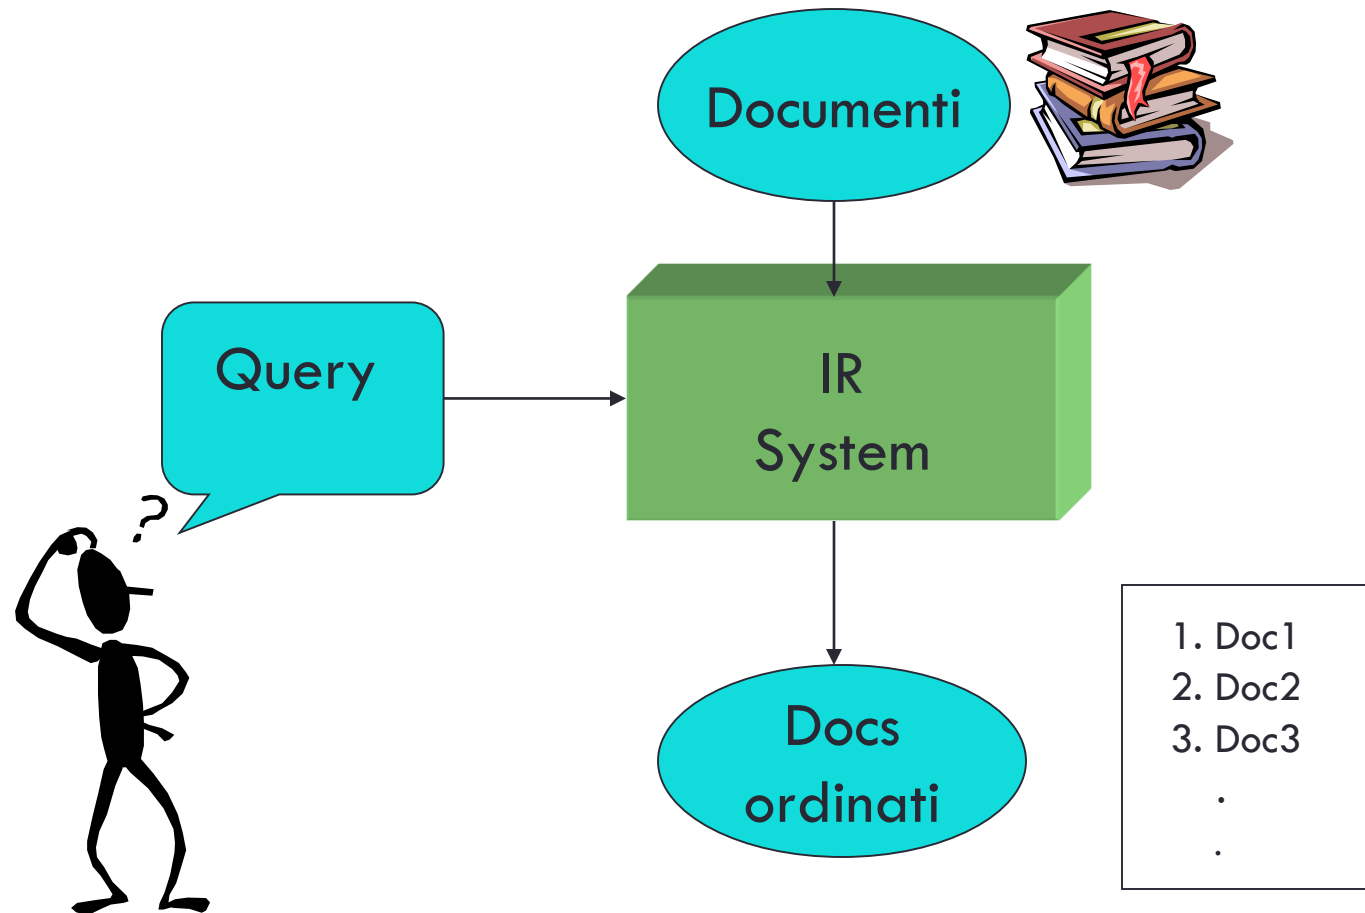 Documenti
Query
IR
System
?
Docs
ordinati
1. Doc1
2. Doc2
3. Doc3
.
.